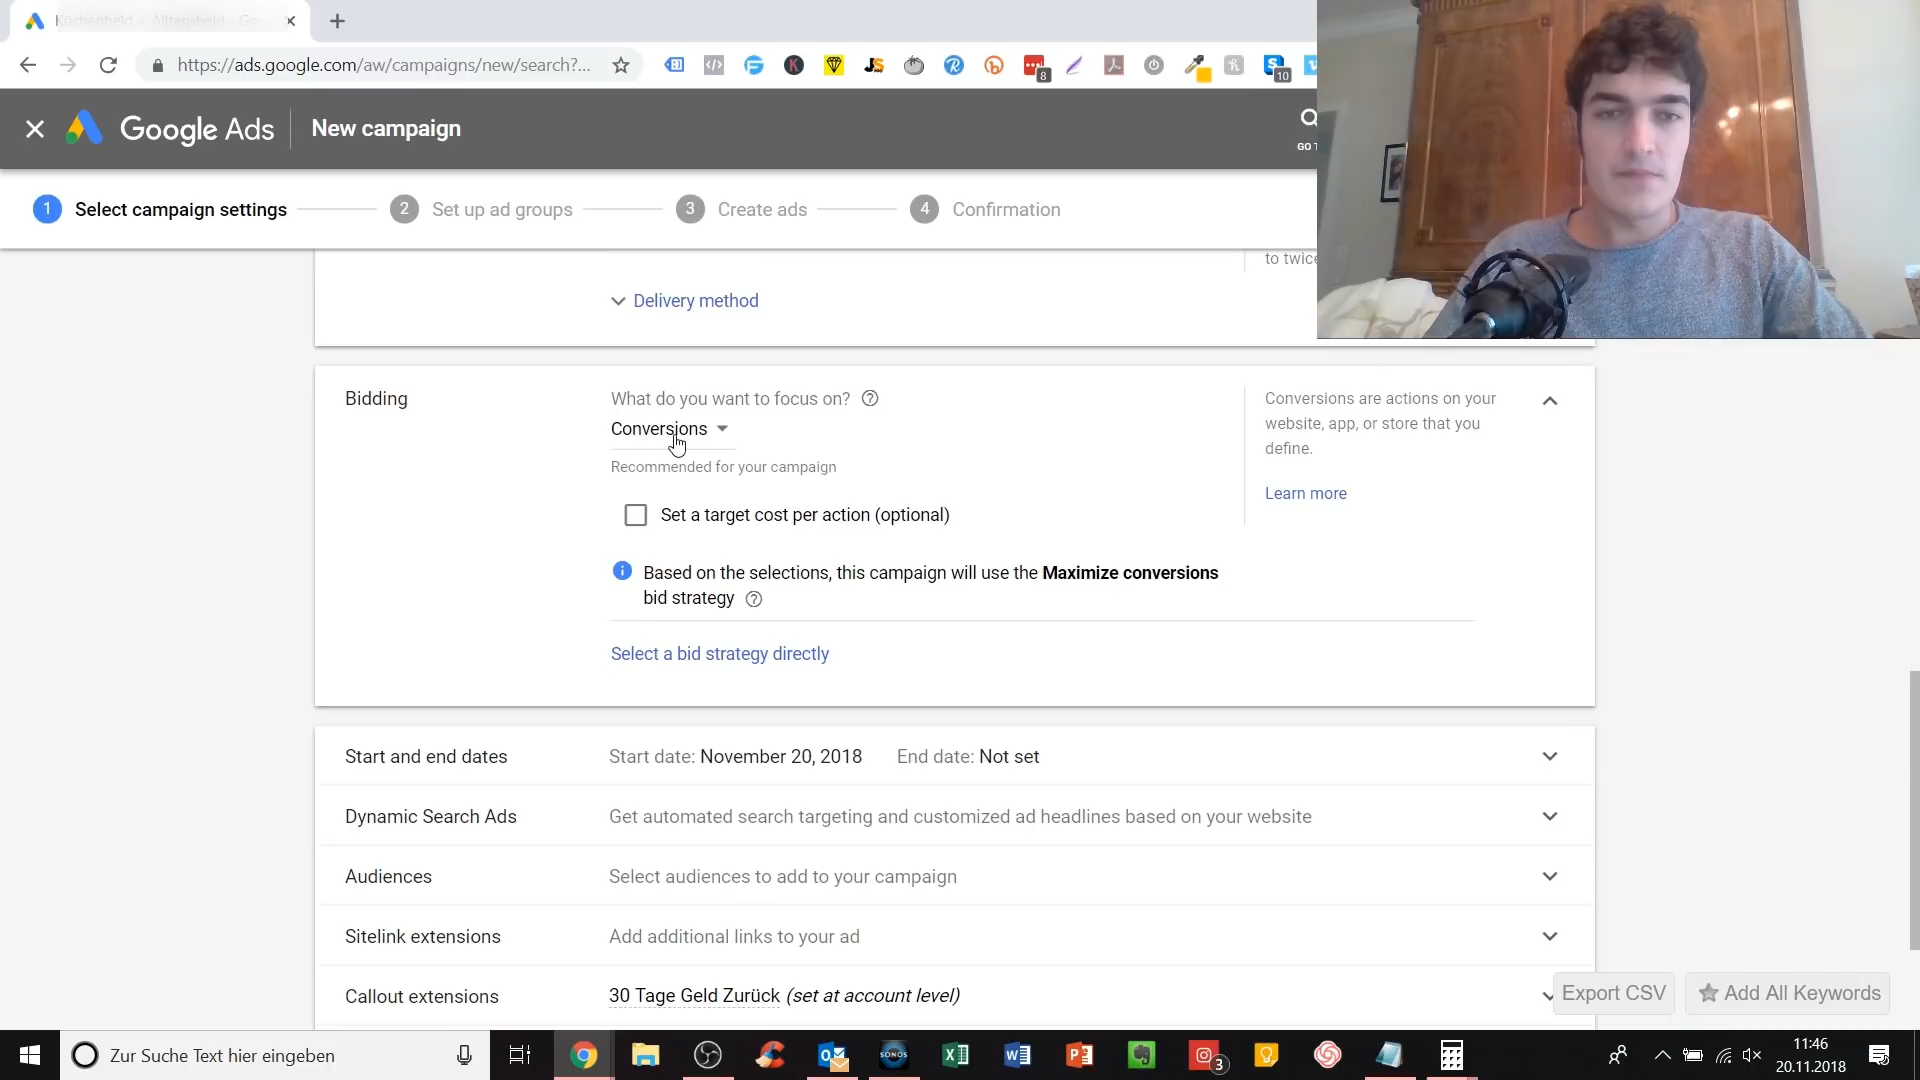 https://ads.google.com/aw/campaigns/new/search?...
JS
8
10
Google Ads
New campaign
GO T
1 Select campaign settings
2 Set up ad groups
3 Create ads
4 Confirmation
to twice
Delivery method
Bidding
What do you want to focus on?
Conversions
Recommended for your campaign
Set a target cost per action (optional)
Based on the selections, this campaign will use the Maximize conversions
bid strategy
Select a bid strategy directly
Conversions are actions on your
website, app, or store that you
define.
Learn more
Start and end dates
Start date: November 20, 2018 End date: Not set
Dynamic Search Ads
Get automated search targeting and customized ad headlines based on your website
Audiences
Select audiences to add to your campaign
Sitelink extensions
Add additional links to your ad
Callout extensions
30 Tage Geld Zurück (set at account level)
Export CSV
Add All Keywords
Zur Suche Text hier eingeben
SONOS
3
11:46
20.11.2018